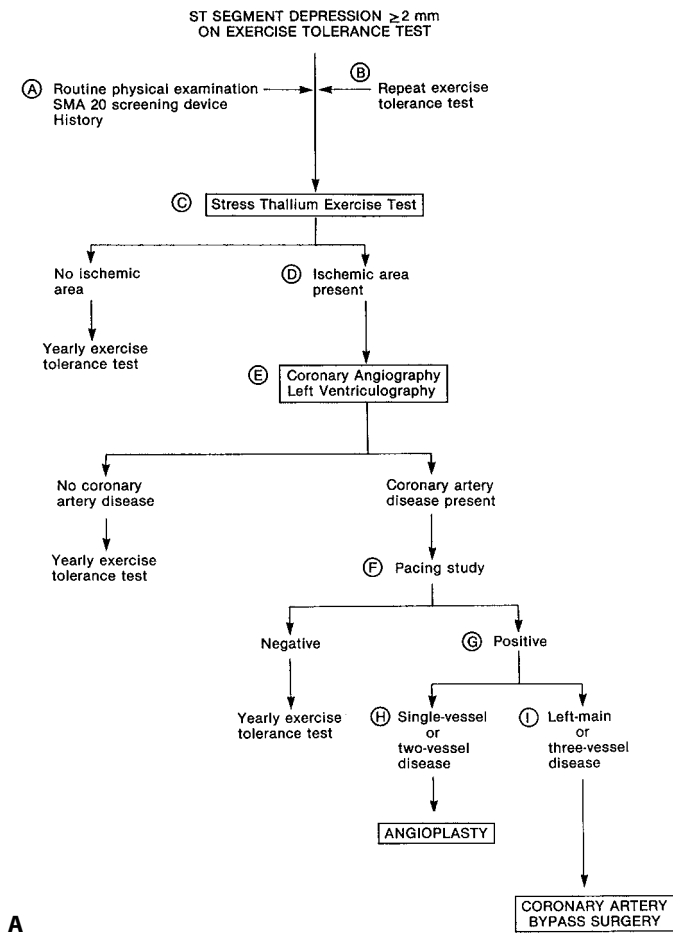 ST SEGMENT DEPRESSION ≥2 mm
ON EXERCISE TOLERANCE TEST
Ⓐ Routine physical examination
SMA 20 screening device
History
Ⓑ
Repeat exercise
tolerance test
Ⓒ Stress Thallium Exercise Test
No ischemic
area
Ⓓ Ischemic area
present
Yearly exercise
tolerance test
Ⓔ Coronary Angiography
Left Ventriculography
No coronary
artery disease
Coronary artery
disease present
Yearly exercise
tolerance test
Ⓕ Pacing study
Negative
Ⓖ Positive
Yearly exercise
tolerance test
Ⓗ Single-vessel
or
two-vessel
disease
Ⓘ Left-main
or
three-vessel
disease
ANGIOPLASTY
CORONARY ARTERY
BYPASS SURGERY
A